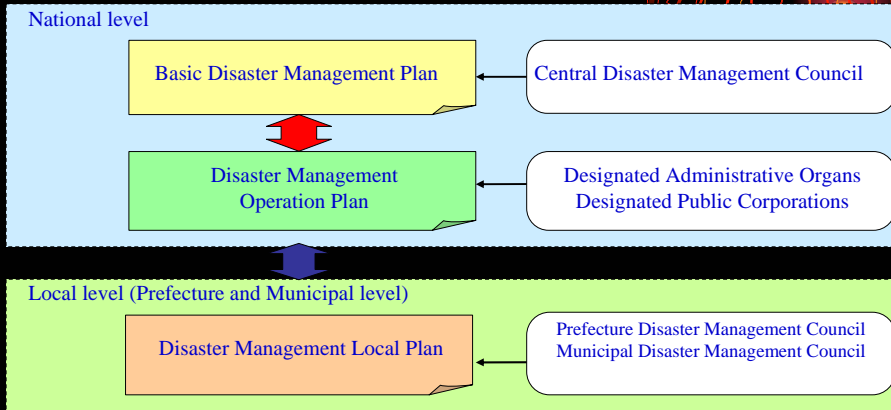 National level
Basic Disaster Management Plan
Central Disaster Management Council
Disaster Management
Operation Plan
Designated Administrative Organs
Designated Public Corporations
Local level (Prefecture and Municipal level)
Disaster Management Local Plan
Prefecture Disaster Management Council
Municipal Disaster Management Council